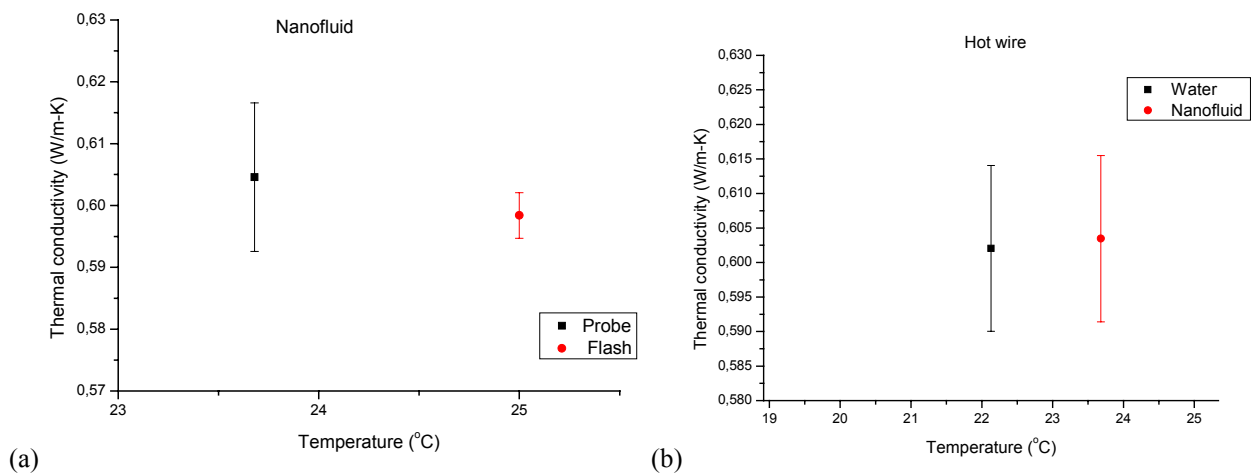 Nanofluid
0,63
0,62
0,61
0,60
0,59
0,58
0,57
Thermal conductivity (W/m-K)
Probe
Flash
23 24 25
Temperature (°C)
(a)
Hot wire
0,630
0,625
0,620
0,615
0,610
0,605
0,600
0,595
0,590
0,585
0,580
Thermal conductivity (W/m-K)
Water
Nanofluid
19 20 21 22 23 24 25
Temperature (°C)
(b)